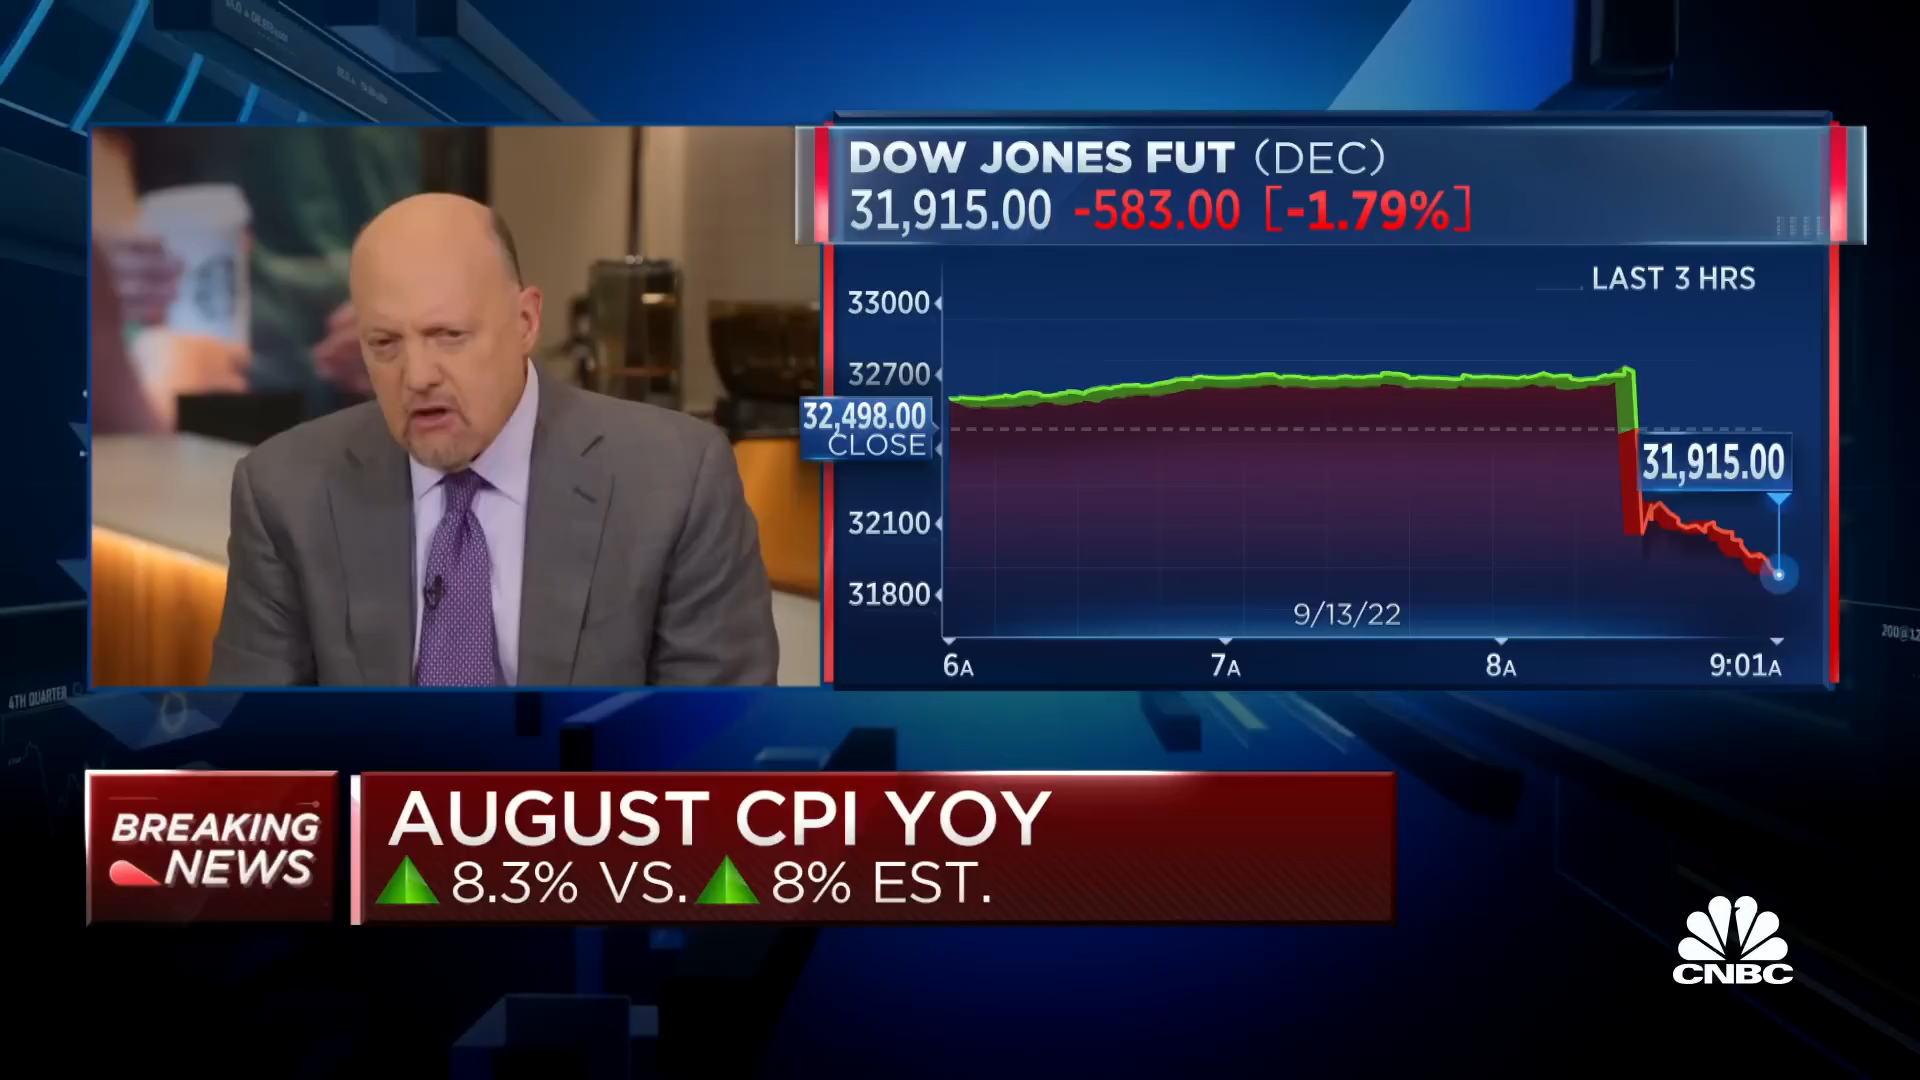 DOW JONES FUT (DEC)
31,915.00 -583.00 [-1.79%]
LAST 3 HRS
33000
32700
32,498.00
CLOSE
31,915.00
32100
31800
9/13/22
6A 7A 8A 9:01A
4TH QUARTER
BREAKING
NEWS
AUGUST CPI YOY
8.3% VS. 8% EST.
CNBC